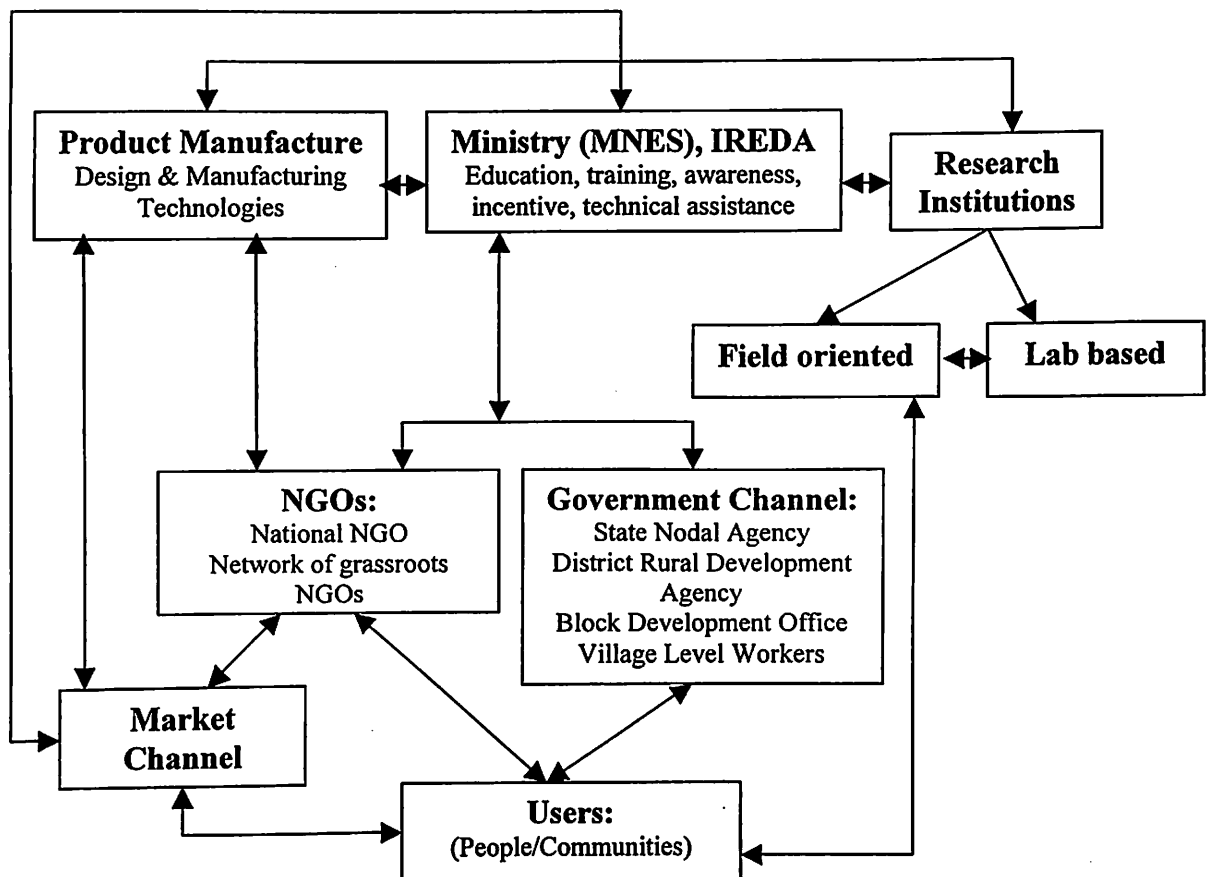 Product Manufacture
Design & Manufacturing
Technologies
Ministry (MNES), IREDA
Education, training, awareness,
incentive, technical assistance
Research
Institutions
Field oriented
Lab based
NGOs:
National NGO
Network of grassroots
NGOs
Government Channel:
State Nodal Agency
District Rural Development
Agency
Block Development Office
Village Level Workers
Market
Channel
Users:
(People/Communities)